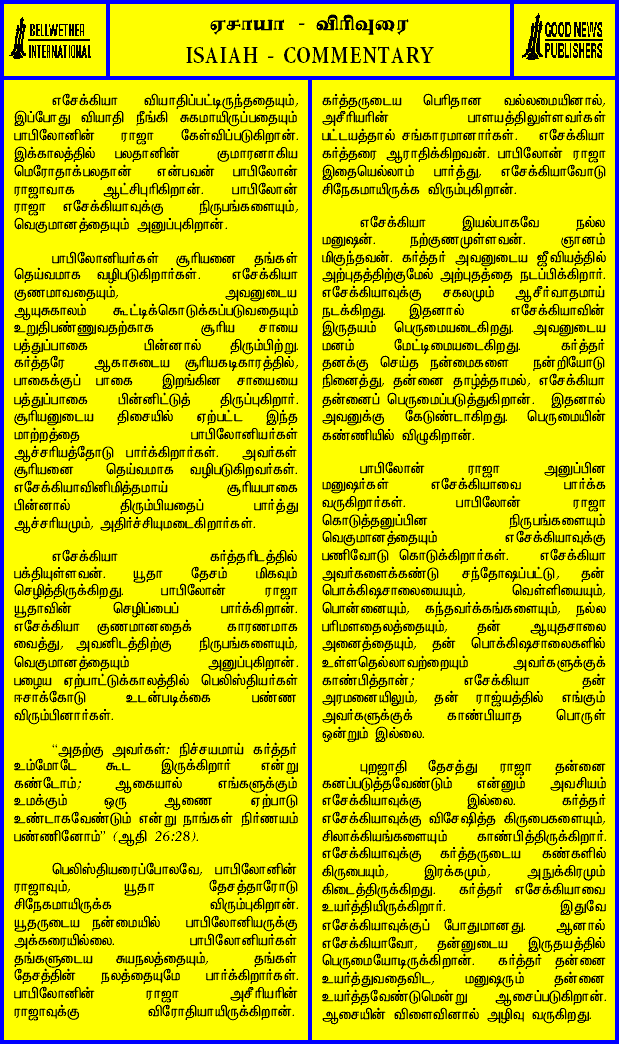 BELLWETHER
INTERNATIONAL
ஏசாயா - விரிவுரை
ISAIAH - COMMENTARY
GOOD NEWS
PUBLISHERS
எசேக்கியா வியாதிப்பட்டிருந்ததையும்,
இப்போது வியாதி நீங்கி சுகமாயிருப்பதையும்
பாபிலோனின் ராஜா கேள்விப்படுகிறான்.
இக்காலத்தில் பலதானின் குமாரனாகிய
மெரோதாக்பலதான் என்பவன் பாபிலோன்
ராஜாவாக ஆட்சிபுரிகிறான். பாபிலோன்
ராஜா எசேக்கியாவுக்கு நிருபங்களையும்,
வெகுமானத்தையும் அனுப்புகிறான்.
பாபிலோனியர்கள் சூரியனை தங்கள்
தெய்வமாக வழிபடுகிறார்கள். எசேக்கியா
குணமாவதையும், அவனுடைய
ஆயுசுகாலம் கூட்டிக்கொடுக்கப்படுவதையும்
உறுதிபண்ணுவதற்காக சூரிய சாயை
பத்துப்பாகை பின்னால் திரும்பிற்று.
கர்த்தரே ஆகாசுடைய சூரியகடிகாரத்தில்,
பாகைக்குப் பாகை இறங்கின சாயையை
பத்துப்பாகை பின்னிட்டுத் திருப்புகிறார்.
சூரியனுடைய திசையில் ஏற்பட்ட இந்த
மாற்றத்தை பாபிலோனியர்கள்
ஆச்சரியத்தோடு பார்க்கிறார்கள். அவர்கள்
சூரியனை தெய்வமாக வழிபடுகிறவர்கள்.
எசேக்கியாவினிமித்தமாய் சூரியபாகை
பின்னால் திரும்பியதைப் பார்த்து
ஆச்சரியமும், அதிர்ச்சியுமடைகிறார்கள்.
எசேக்கியா கர்த்தரிடத்தில்
பக்தியுள்ளவன். யூதா தேசம் மிகவும்
செழித்திருக்கிறது. பாபிலோன் ராஜா
யூதாவின் செழிப்பைப் பார்க்கிறான்.
எசேக்கியா குணமானதைக் காரணமாக
வைத்து, அவனிடத்திற்கு நிருபங்களையும்,
வெகுமானத்தையும் அனுப்புகிறான்.
பழைய ஏற்பாட்டுக்காலத்தில் பெலிஸ்தியர்கள்
ஈசாக்கோடு உடன்படிக்கை பண்ண
விரும்பினார்கள்.
“அதற்கு அவர்கள்: நிச்சயமாய் கர்த்தர்
உம்மோடே கூட இருக்கிறார் என்று
கண்டோம்; ஆகையால் எங்களுக்கும்
உமக்கும் ஒரு ஆணை ஏற்பாடு
உண்டாகவேண்டும் என்று நாங்கள் நிர்ணயம்
பண்ணினோம்” (ஆதி 26:28).
பெலிஸ்தியரைப்போலவே, பாபிலோனின்
ராஜாவும், யூதா தேசத்தாரோடு
சிநேகமாயிருக்க விரும்புகிறான்.
யூதருடைய நன்மையில் பாபிலோனியருக்கு
அக்கரையில்லை. பாபிலோனியர்கள்
தங்களுடைய சுயநலத்தையும், தங்கள்
தேசத்தின் நலத்தையுமே பார்க்கிறார்கள்.
பாபிலோனின் ராஜா அசீரியரின்
ராஜாவுக்கு விரோதியாயிருக்கிறான்.
கர்த்தருடைய பெரிதான வல்லமையினால்,
அசீரியரின் பாளயத்திலுள்ளவர்கள்
பட்டயத்தால் சங்காரமானார்கள். எசேக்கியா
கர்த்தரை ஆராதிக்கிறவன். பாபிலோன் ராஜா
இதையெல்லாம் பார்த்து, எசேக்கியாவோடு
சிநேகமாயிருக்க விரும்புகிறான்.
எசேக்கியா இயல்பாகவே நல்ல
மனுஷன். நற்குணமுள்ளவன். ஞானம்
மிகுந்தவன். கர்த்தர் அவனுடைய ஜீவியத்தில்
அற்புதத்திற்குமேல் அற்புதத்தை நடப்பிக்கிறார்.
எசேக்கியாவுக்கு சகலமும் ஆசீர்வாதமாய்
நடக்கிறது. இதனால் எசேக்கியாவின்
இருதயம் பெருமையடைகிறது. அவனுடைய
மனம் மேட்டிமையடைகிறது. கர்த்தர்
தனக்கு செய்த நன்மைகளை நன்றியோடு
நினைத்து, தன்னை தாழ்த்தாமல், எசேக்கியா
தன்னைப் பெருமைப்படுத்துகிறான். இதனால்
அவனுக்கு கேடுண்டாகிறது. பெருமையின்
கண்ணியில் விழுகிறான்.
பாபிலோன் ராஜா அனுப்பின
மனுஷர்கள் எசேக்கியாவை பார்க்க
வருகிறார்கள். பாபிலோன் ராஜா
கொடுத்தனுப்பின நிருபங்களையும்
வெகுமானத்தையும் எசேக்கியாவுக்கு
பணிவோடு கொடுக்கிறார்கள். எசேக்கியா
அவர்களைக்கண்டு சந்தோஷப்பட்டு, தன்
பொக்கிஷசாலையையும், வெள்ளியையும்,
பொன்னையும், கந்தவர்க்கங்களையும், நல்ல
பரிமளதைலத்தையும், தன் ஆயுதசாலை
அனைத்தையும், தன் பொக்கிஷசாலைகளில்
உள்ளதெல்லாவற்றையும் அவர்களுக்குக்
காண்பித்தான்; எசேக்கியா தன்
அரமனையிலும், தன் ராஜ்யத்தில் எங்கும்
அவர்களுக்குக் காண்பியாத பொருள்
ஒன்றும் இல்லை.
புறஜாதி தேசத்து ராஜா தன்னை
கனப்படுத்தவேண்டும் என்னும் அவசியம்
எசேக்கியாவுக்கு இல்லை. கர்த்தர்
எசேக்கியாவுக்கு விசேஷித்த கிருபைகளையும்,
சிலாக்கியங்களையும் காண்பித்திருக்கிறார்.
எசேக்கியாவுக்கு கர்த்தருடைய கண்களில்
கிருபையும், இரக்கமும், அநுக்கிரமும்
கிடைத்திருக்கிறது. கர்த்தர் எசேக்கியாவை
உயர்த்தியிருக்கிறார். இதுவே
எசேக்கியாவுக்குப் போதுமானது. ஆனால்
எசேக்கியாவோ, தன்னுடைய இருதயத்தில்
பெருமையோடிருக்கிறான். கர்த்தர் தன்னை
உயர்த்துவதைவிட, மனுஷரும் தன்னை
உயர்த்தவேண்டுமென்று ஆசைப்படுகிறான்.
ஆசையின் விளைவினால் அழிவு வருகிறது.